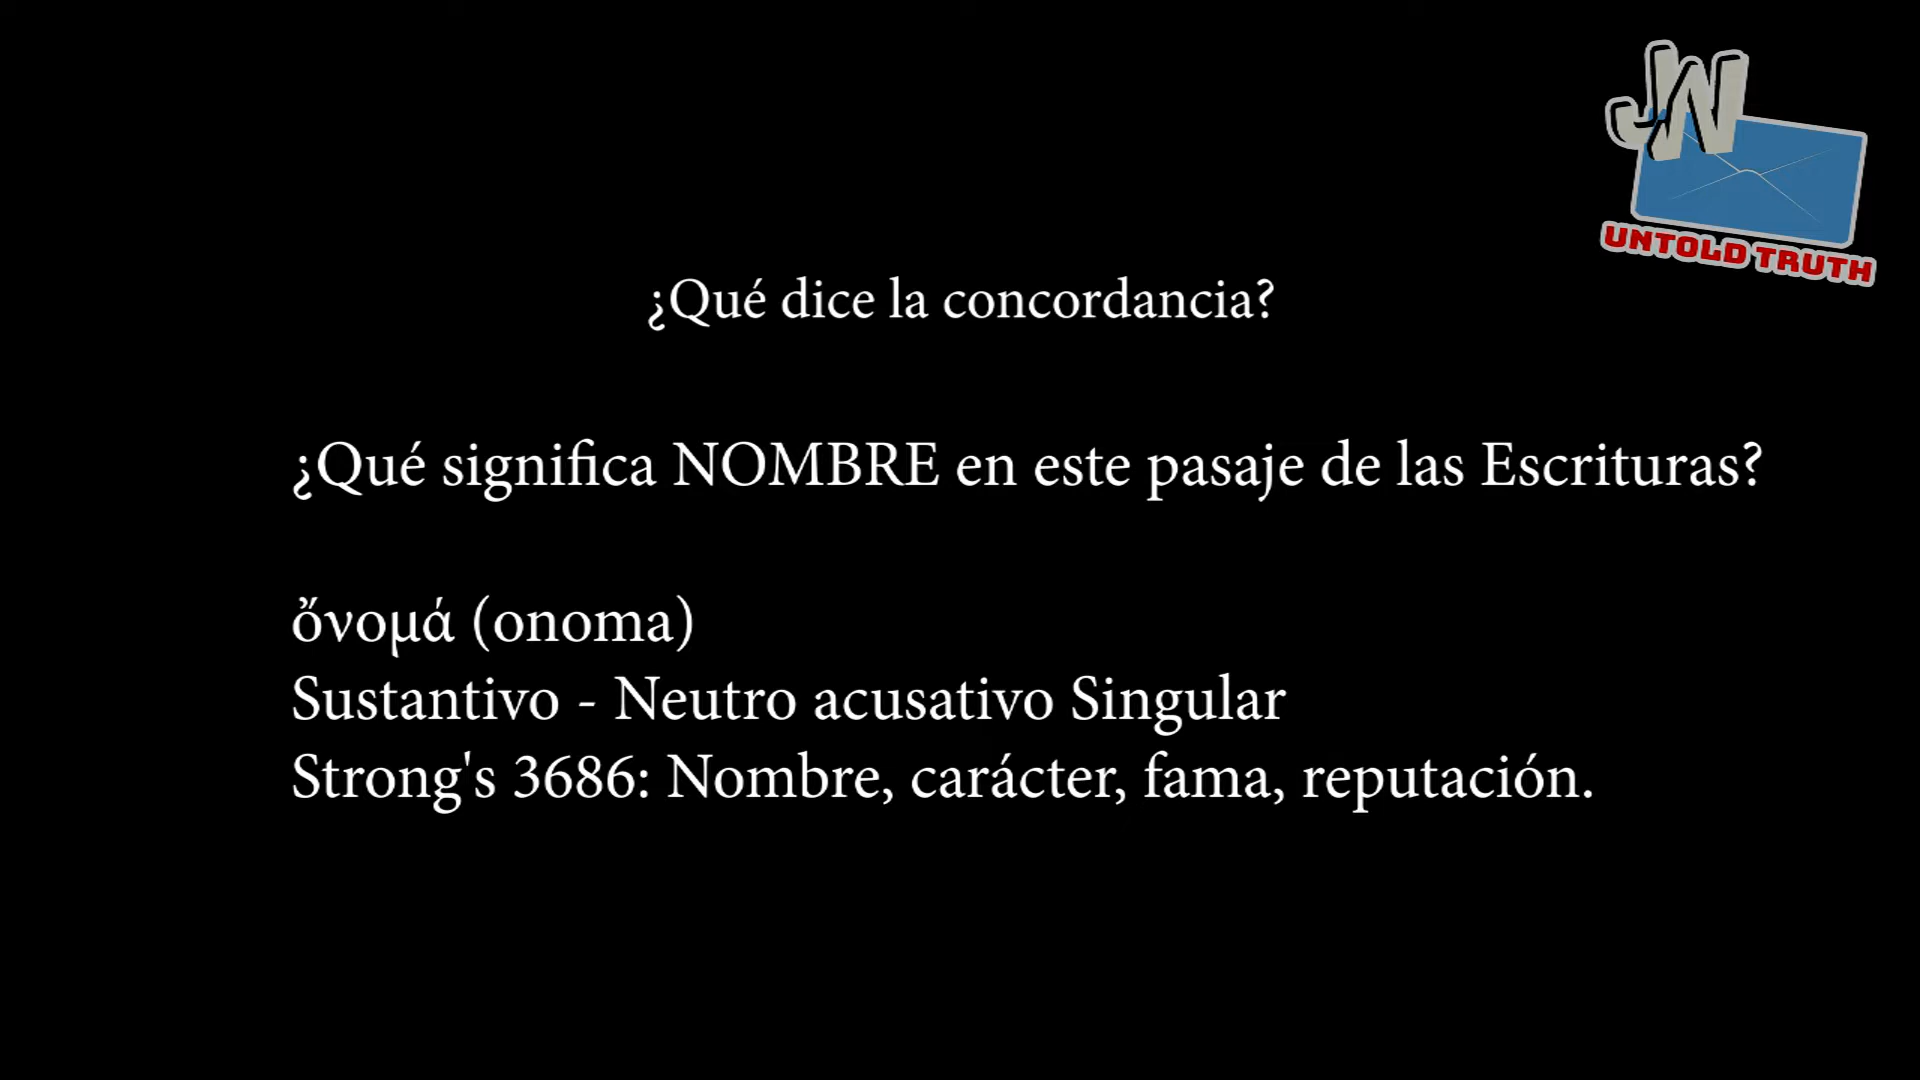 JW
UNTOLD TRUTH
¿Qué dice la concordancia?
¿Qué significa NOMBRE en este pasaje de las Escrituras?
ὄνομά (onoma)
Sustantivo - Neutro acusativo Singular
Strong's 3686: Nombre, carácter, fama, reputación.